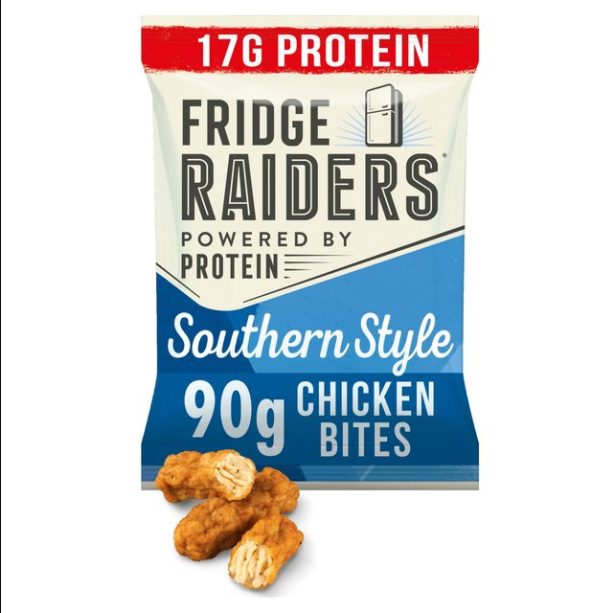 17G PROTEIN
FRIDGE
RAIDERS
POWERED BY
PROTEIN
Southern Style
90g CHICKEN
BITES